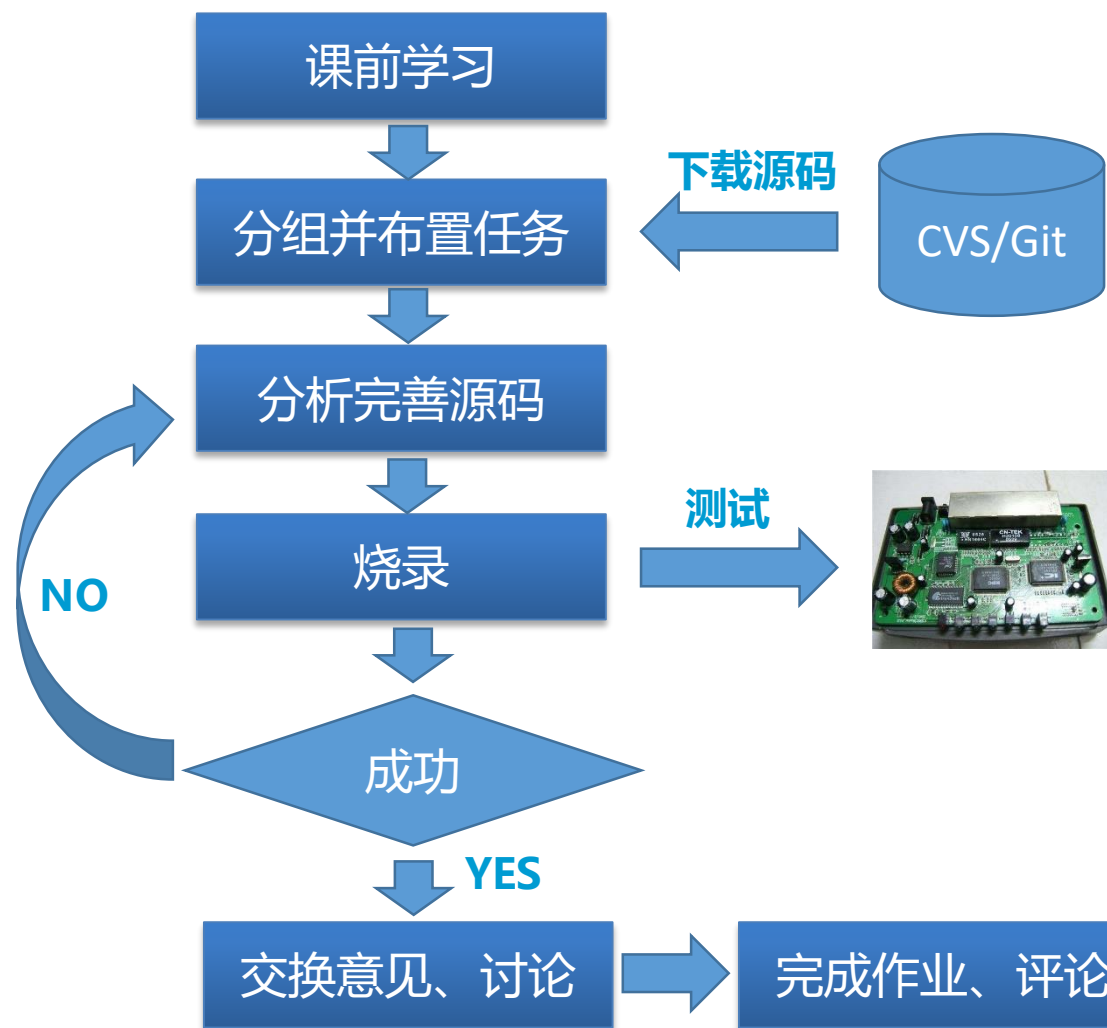 课前学习
下载源码
分组并布置任务
CVS/Git
分析完善源码
测试
烧录
NO
成功
YES
交换意见、讨论
完成作业、评论